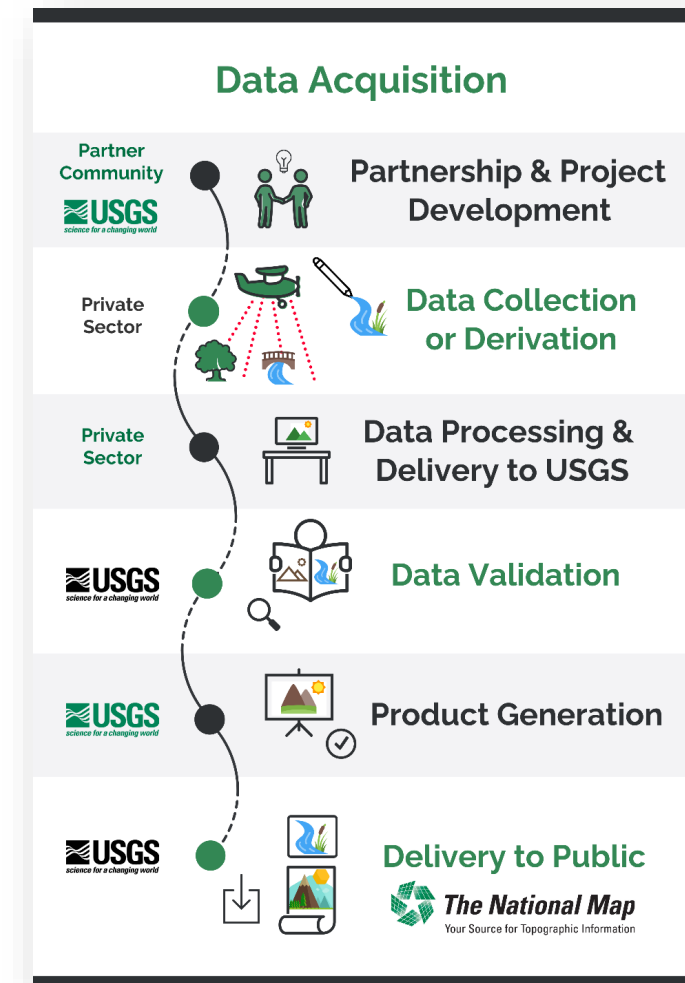 Data Acquisition
Partner
Community
USGS
science for a changing world
Partnership & Project
Development
Private
Sector
Data Collection
or Derivation
Private
Sector
Data Processing &
Delivery to USGS
USGS
science for a changing world
Data Validation
USGS
science for a changing world
Product Generation
USGS
science for a changing world
Delivery to Public
The National Map
Your Source for Topographic Information